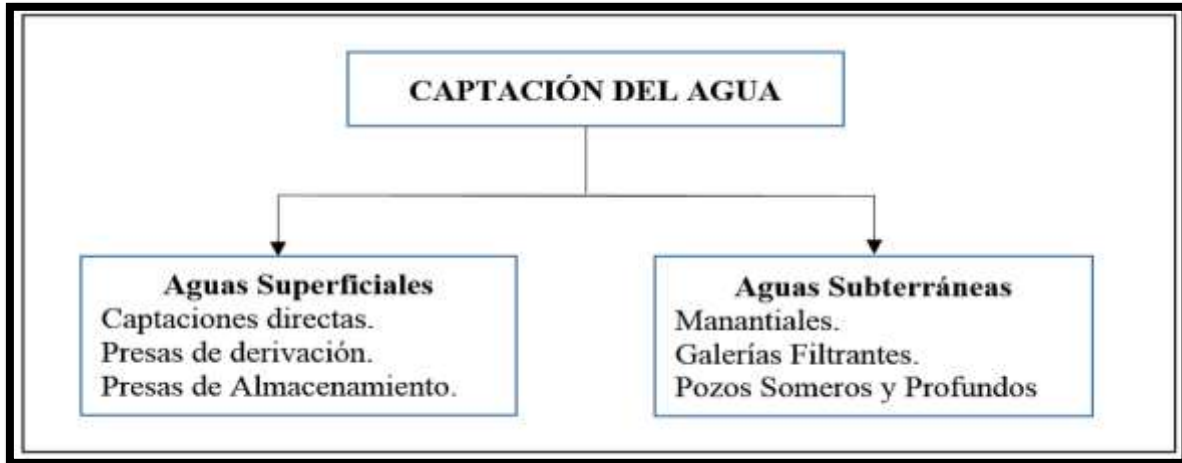 CAPTACIÓN DEL AGUA
Aguas Superficiales
Captaciones directas.
Presas de derivación.
Presas de Almacenamiento.
Aguas Subterráneas
Manantiales.
Galerías Filtrantes.
Pozos Someros y Profundos